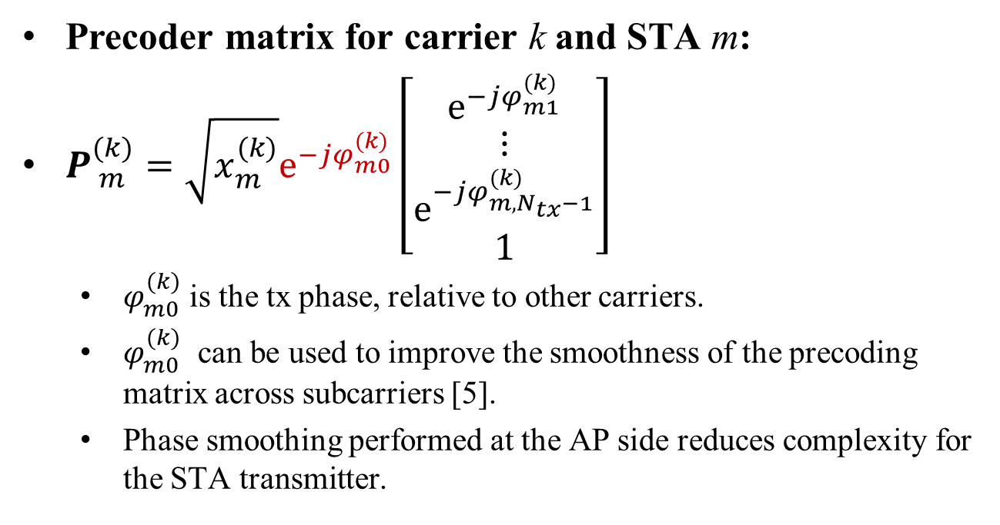 • Precoder matrix for carrier k and STA m:
• $\boldsymbol{P}_m^{(k)} = \sqrt{x_m^{(k)}} \mathrm{e}^{-j\varphi_{m0}^{(k)}} \begin{bmatrix} \mathrm{e}^{-j\varphi_{m1}^{(k)}} \\ \vdots \\ \mathrm{e}^{-j\varphi_{m,N_{tx}-1}^{(k)}} \\ 1 \end{bmatrix}$
• $\varphi_{m0}^{(k)}$ is the tx phase, relative to other carriers.
• $\varphi_{m0}^{(k)}$ can be used to improve the smoothness of the precoding
matrix across subcarriers [5].
• Phase smoothing performed at the AP side reduces complexity for
the STA transmitter.